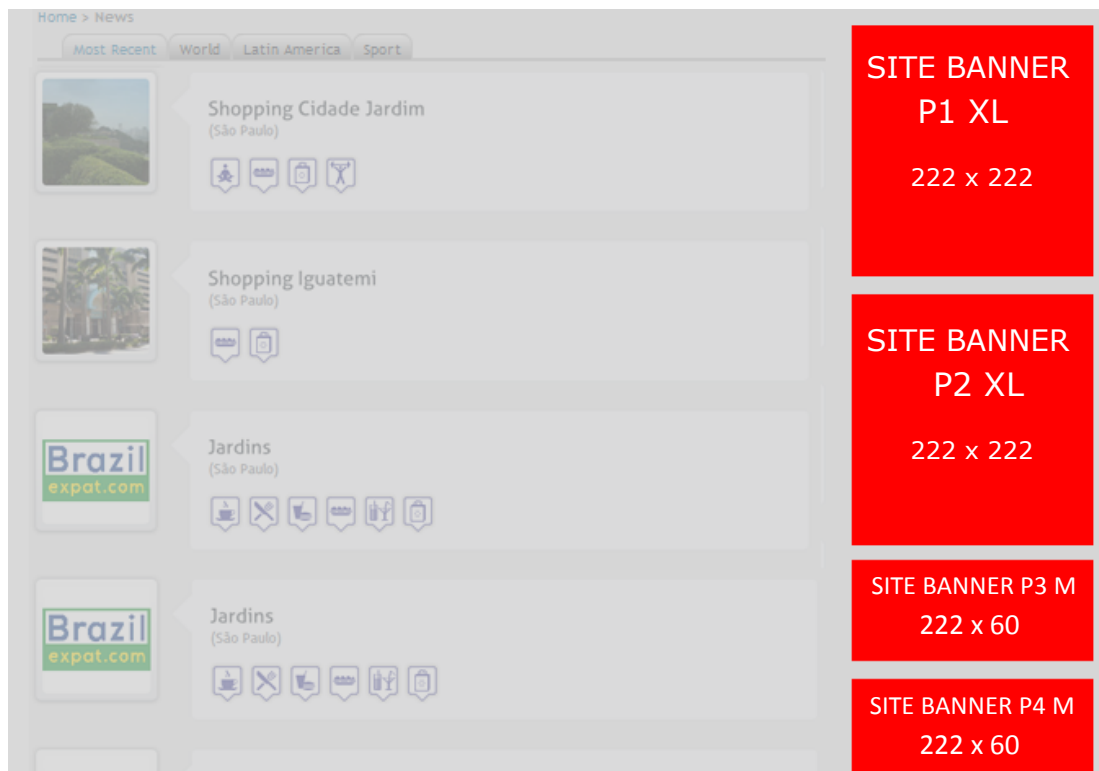 Home > News
Most Recent World Latin America Sport
Shopping Cidade Jardim
(São Paulo)
Shopping Iguatemi
(São Paulo)
Brazil
expat.com
Jardins
(São Paulo)
Brazil
expat.com
Jardins
(São Paulo)
SITE BANNER
P1 XL
222 x 222
SITE BANNER
P2 XL
222 x 222
SITE BANNER P3 M
222 x 60
SITE BANNER P4 M
222 x 60